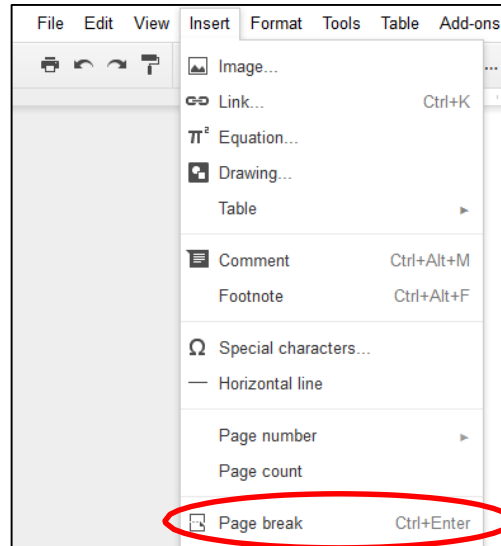 File Edit View Insert Format Tools Table Add-ons
Image...
Link... Ctrl+K
π² Equation...
Drawing...
Table
Comment Ctrl+Alt+M
Footnote Ctrl+Alt+F
Ω Special characters...
Horizontal line
Page number
Page count
Page break Ctrl+Enter